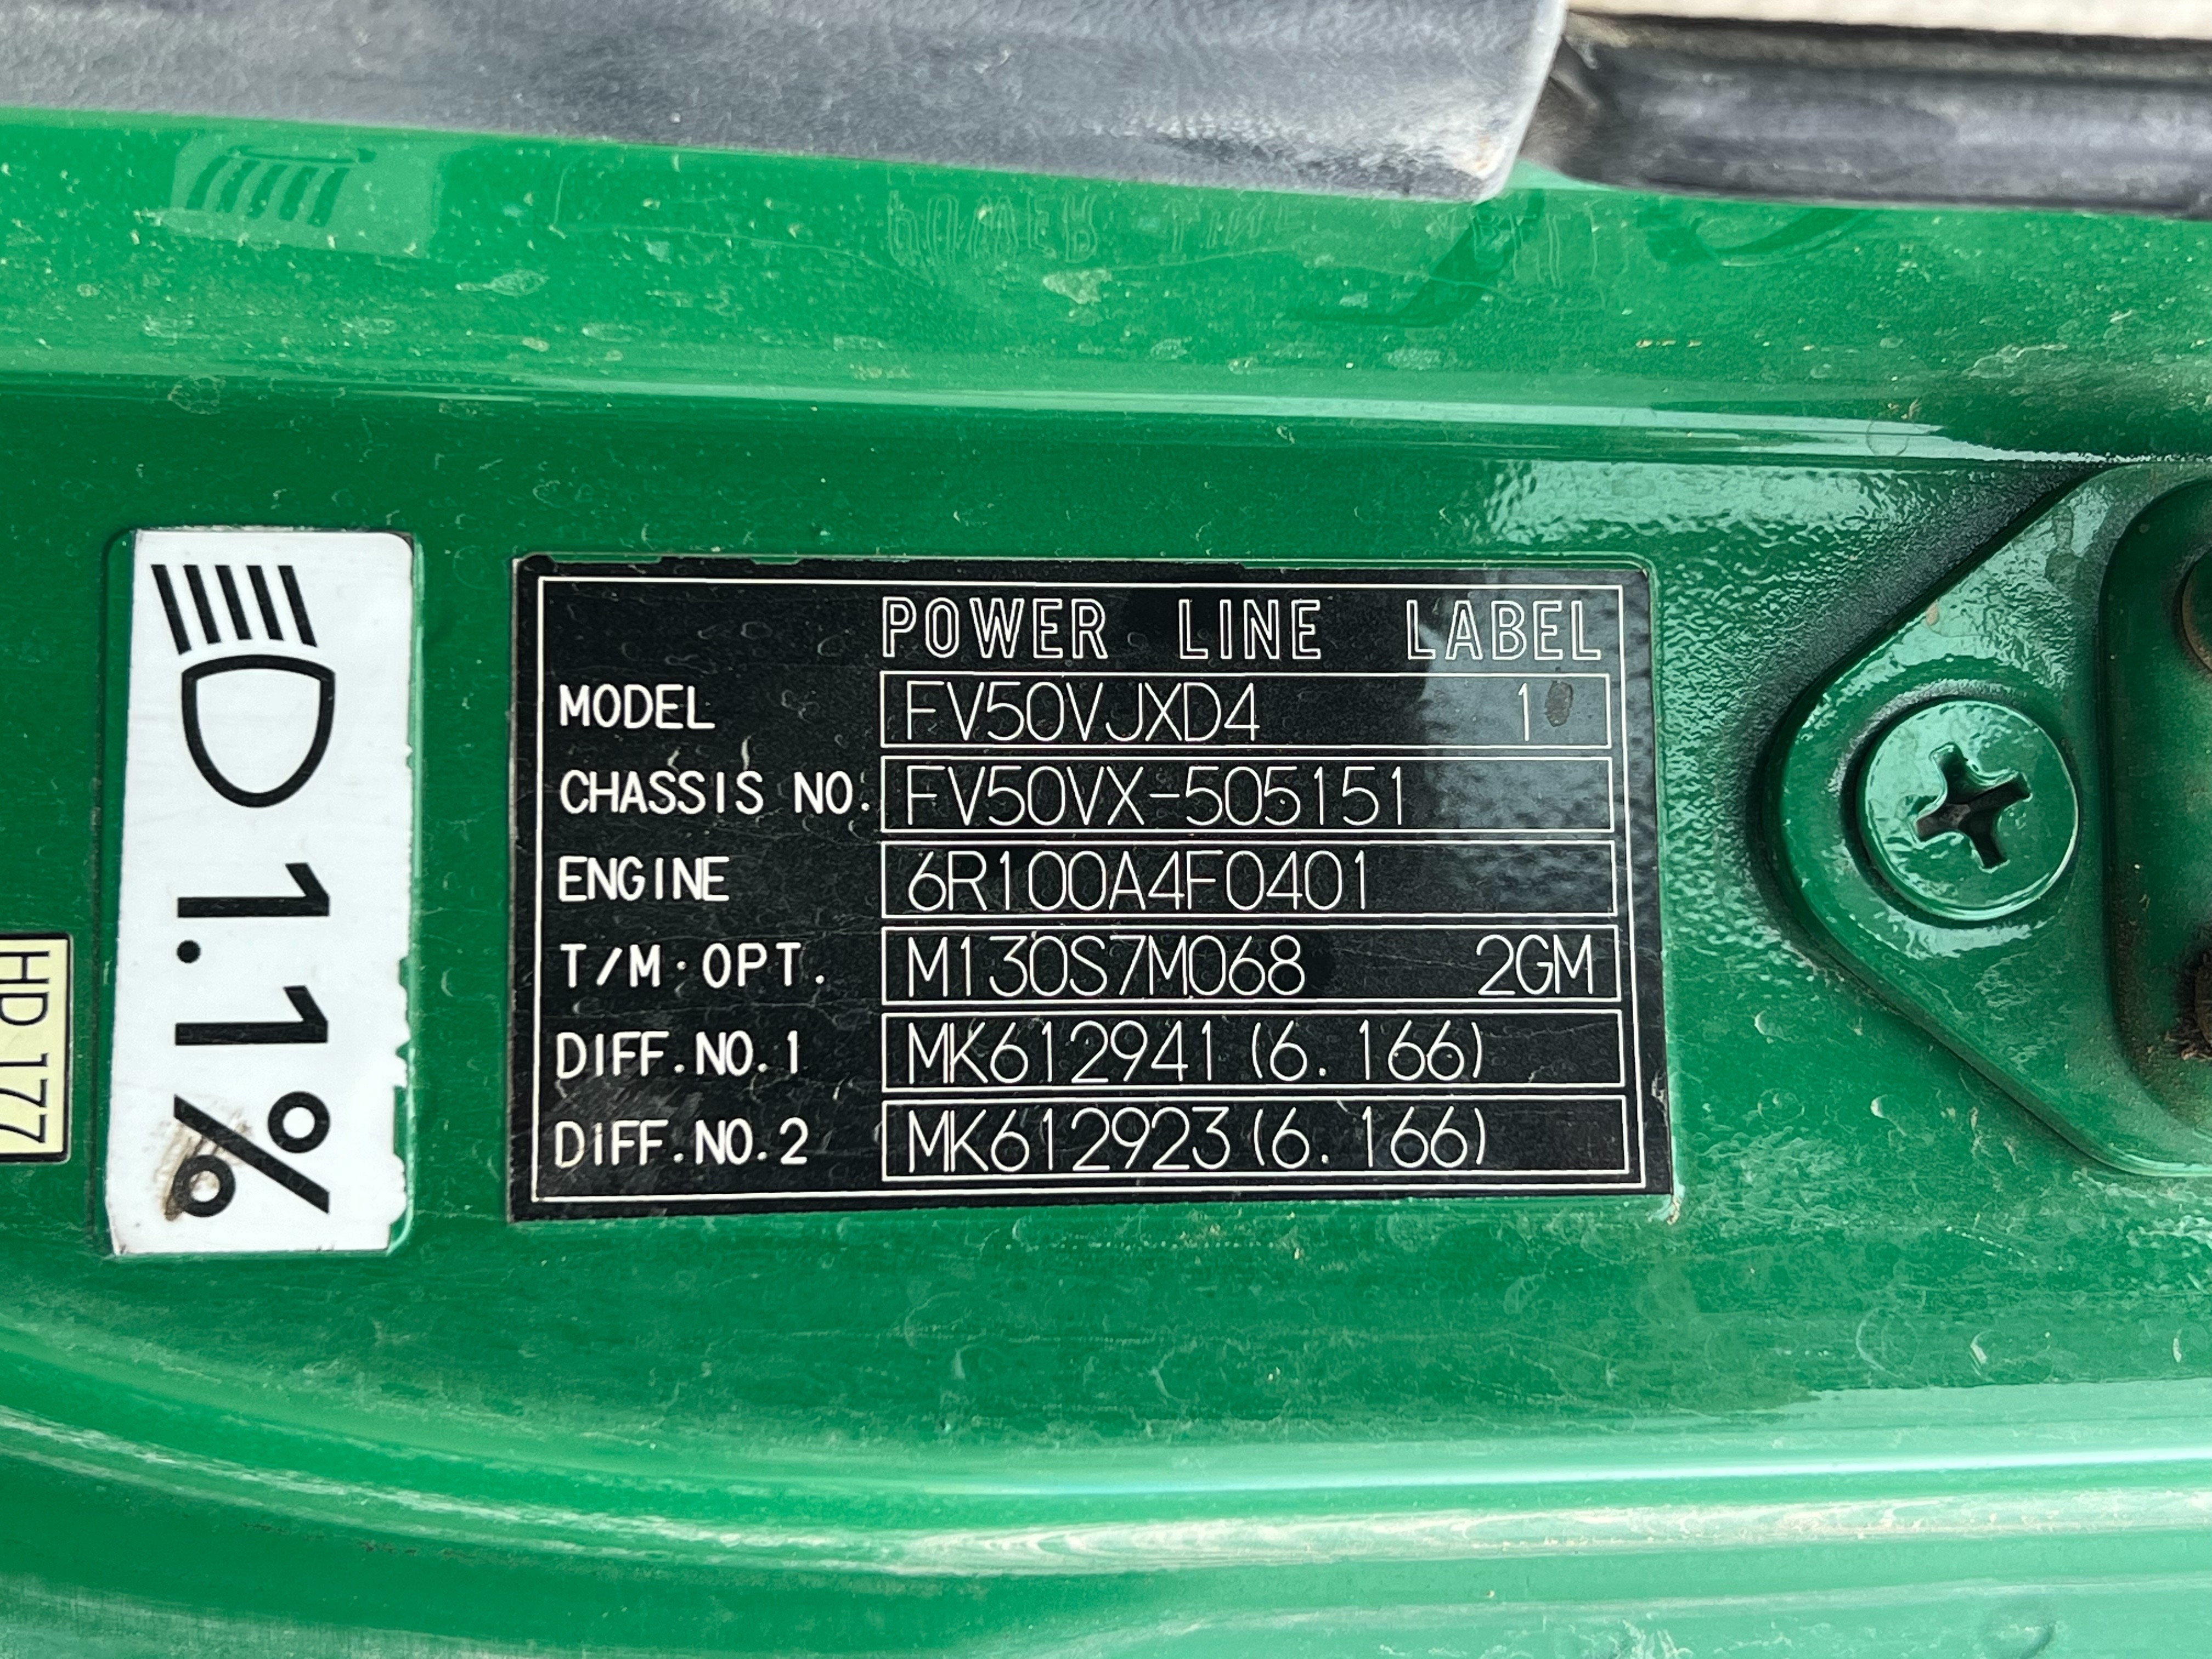 POWER LINE LABEL
MODEL FV50VJXD4 1
CHASSIS NO. FV50VX-505151
ENGINE 6R100A4F0401
T/M·OPT. M130S7M068 2GM
DIFF.NO.1 MK612941(6.166)
DIFF.NO.2 MK612923(6.166)
1.1%
HP 177